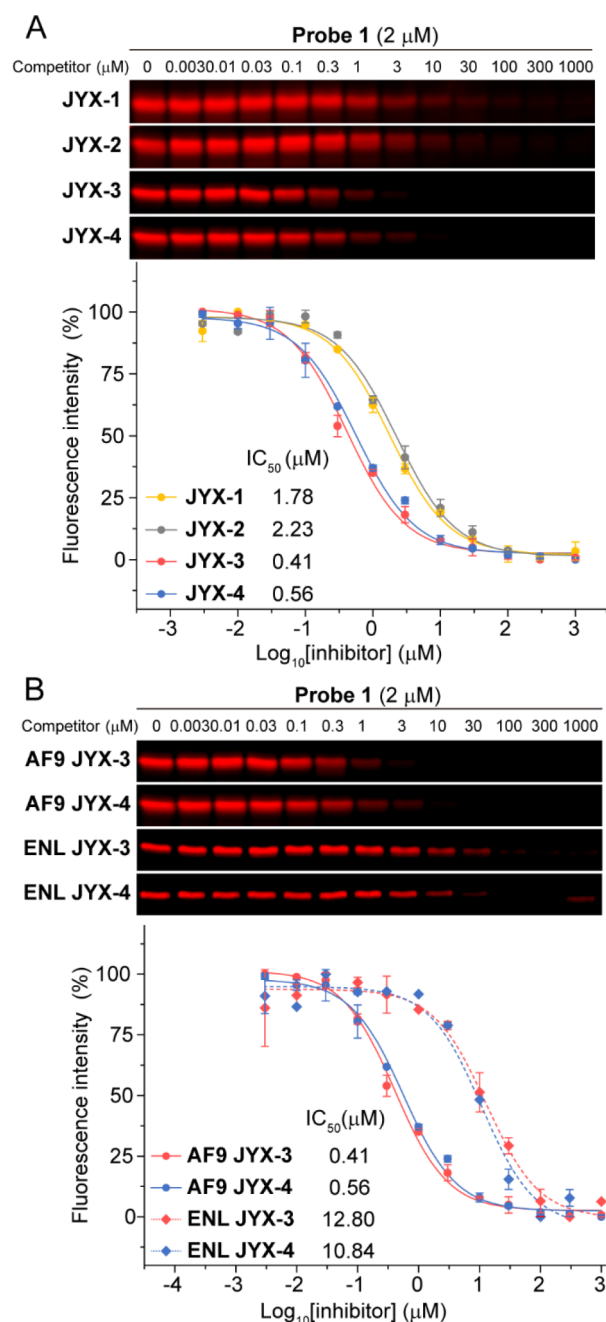 A
Probe 1 (2 μM)
Competitor (μM) 0 0.0030.01 0.03 0.1 0.3 1 3 10 30 100 300 1000
JYX-1
JYX-2
JYX-3
JYX-4
Fluorescence intensity (%)
100
75
50
25
0
IC50 (μM)
JYX-1 1.78
JYX-2 2.23
JYX-3 0.41
JYX-4 0.56
-3 -2 -1 0 1 2 3
Log10[inhibitor] (μM)
B
Probe 1 (2 μM)
Competitor (μM) 0 0.0030.01 0.03 0.1 0.3 1 3 10 30 100 300 1000
AF9 JYX-3
AF9 JYX-4
ENL JYX-3
ENL JYX-4
Fluorescence intensity (%)
100
75
50
25
0
IC50(μM)
AF9 JYX-3 0.41
AF9 JYX-4 0.56
ENL JYX-3 12.80
ENL JYX-4 10.84
-4 -3 -2 -1 0 1 2 3
Log10[inhibitor] (μM)